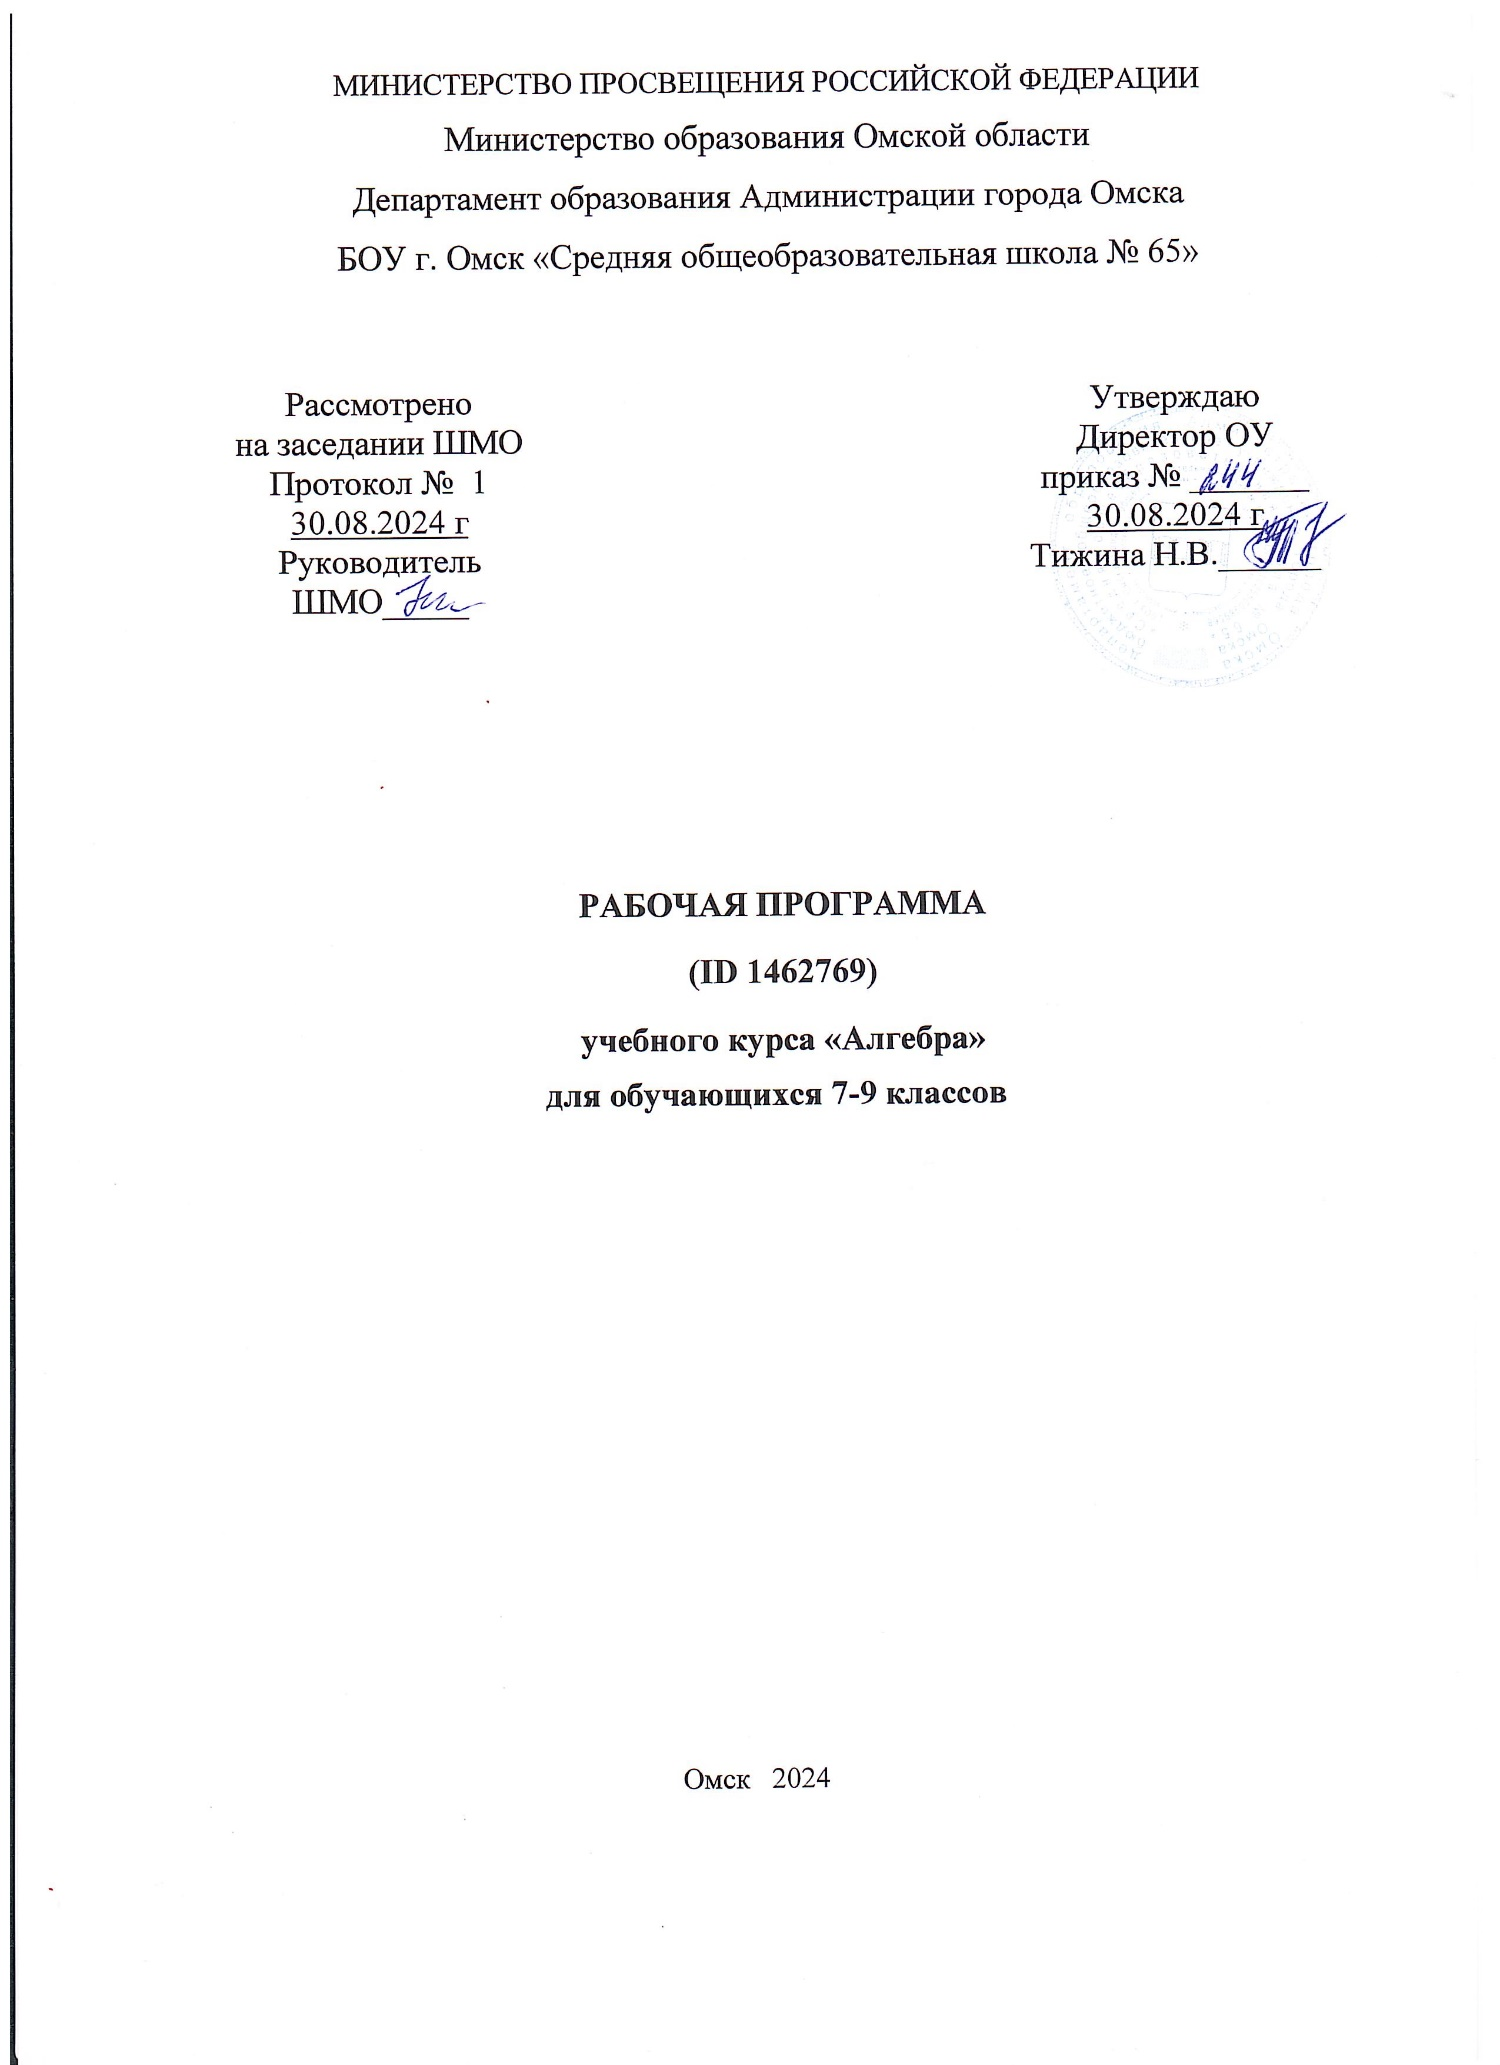 МИНИСТЕРСТВО ПРОСВЕЩЕНИЯ РОССИЙСКОЙ ФЕДЕРАЦИИ
Министерство образования Омской области
Департамент образования Администрации города Омска
БОУ г. Омск «Средняя общеобразовательная школа № 65»
Рассмотрено
на заседании ШМО
Протокол № 1
30.08.2024 г
Руководитель
ШМО
Утверждаю
Директор ОУ
приказ № 244
30.08.2024 г
Тижина Н.В.
РАБОЧАЯ ПРОГРАММА
(ID 1462769)
учебного курса «Алгебра»
для обучающихся 7-9 классов
Омск 2024